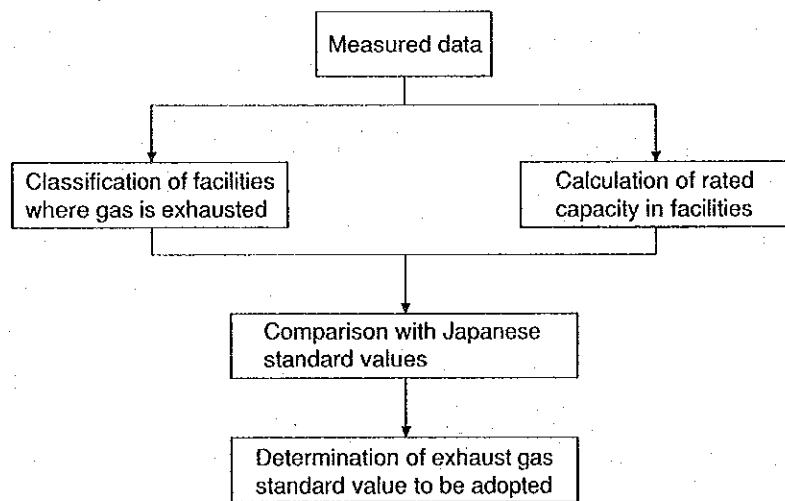 Measured data
Classification of facilities
where gas is exhausted
Calculation of rated
capacity in facilities
Comparison with Japanese
standard values
Determination of exhaust gas
standard value to be adopted